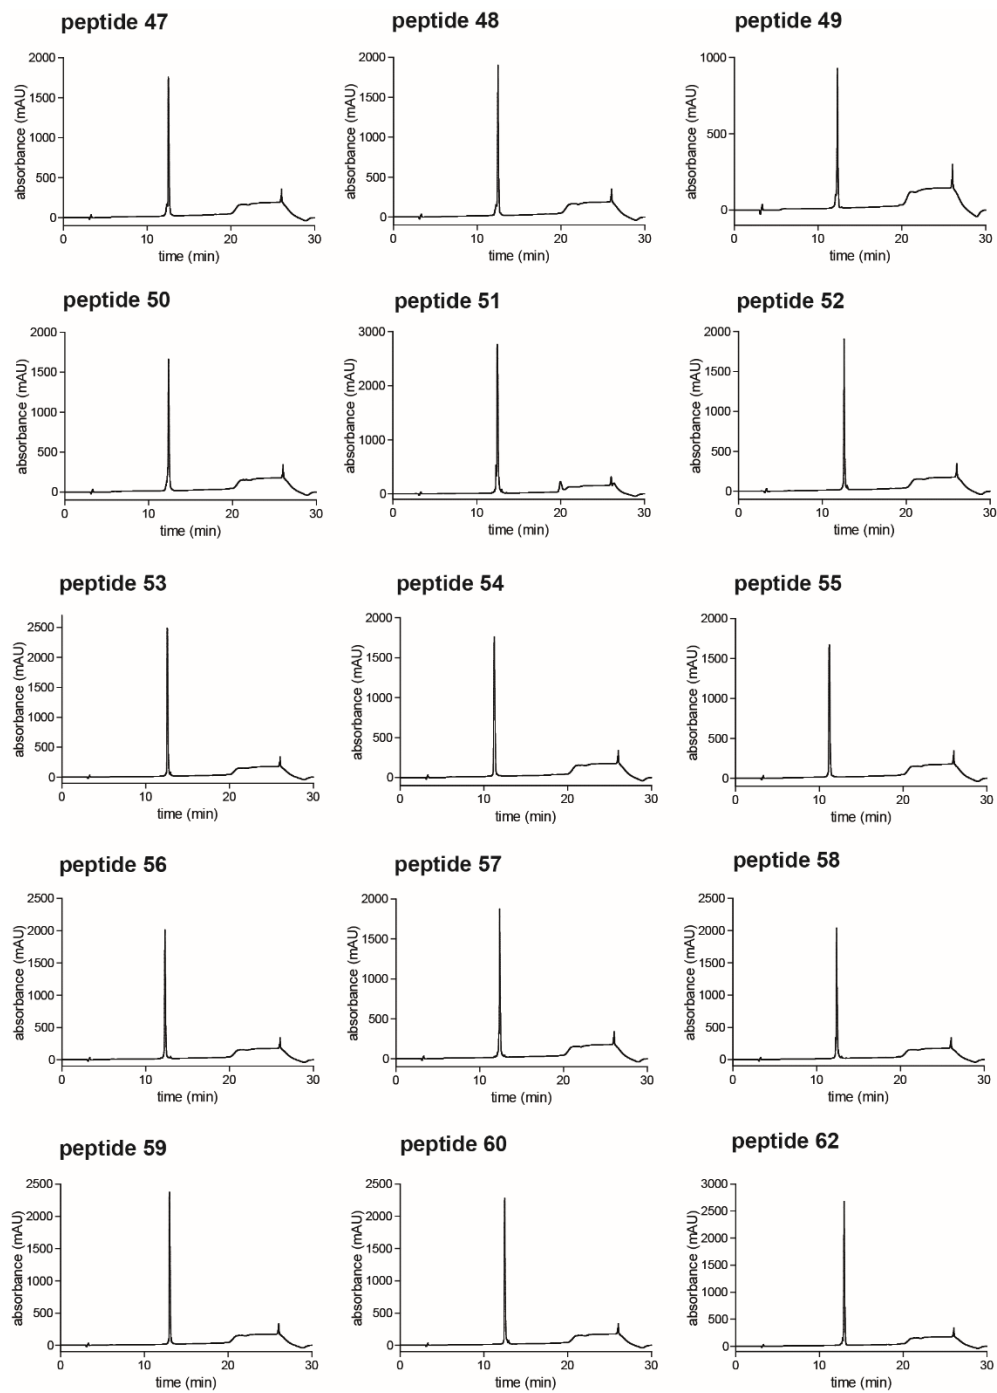 peptide 47
peptide 48
peptide 49
absorbance (mAU)
2000
1500
1000
500
0
0 10 20 30
time (min)
absorbance (mAU)
2000
1500
1000
500
0
0 10 20 30
time (min)
absorbance (mAU)
1000
500
0
0 10 20 30
time (min)
peptide 50
peptide 51
peptide 52
absorbance (mAU)
2000
1500
1000
500
0
0 10 20 30
time (min)
absorbance (mAU)
3000
2000
1000
0
0 10 20 30
time (min)
absorbance (mAU)
2000
1500
1000
500
0
0 10 20 30
time (min)
peptide 53
peptide 54
peptide 55
absorbance (mAU)
2500
2000
1500
1000
500
0
0 10 20 30
time (min)
absorbance (mAU)
2000
1500
1000
500
0
0 10 20 30
time (min)
absorbance (mAU)
2000
1500
1000
500
0
0 10 20 30
time (min)
peptide 56
peptide 57
peptide 58
absorbance (mAU)
2500
2000
1500
1000
500
0
0 10 20 30
time (min)
absorbance (mAU)
2000
1500
1000
500
0
0 10 20 30
time (min)
absorbance (mAU)
2500
2000
1500
1000
500
0
0 10 20 30
time (min)
peptide 59
peptide 60
peptide 62
absorbance (mAU)
2500
2000
1500
1000
500
0
0 10 20 30
time (min)
absorbance (mAU)
2500
2000
1500
1000
500
0
0 10 20 30
time (min)
absorbance (mAU)
3000
2500
2000
1500
1000
500
0
0 10 20 30
time (min)